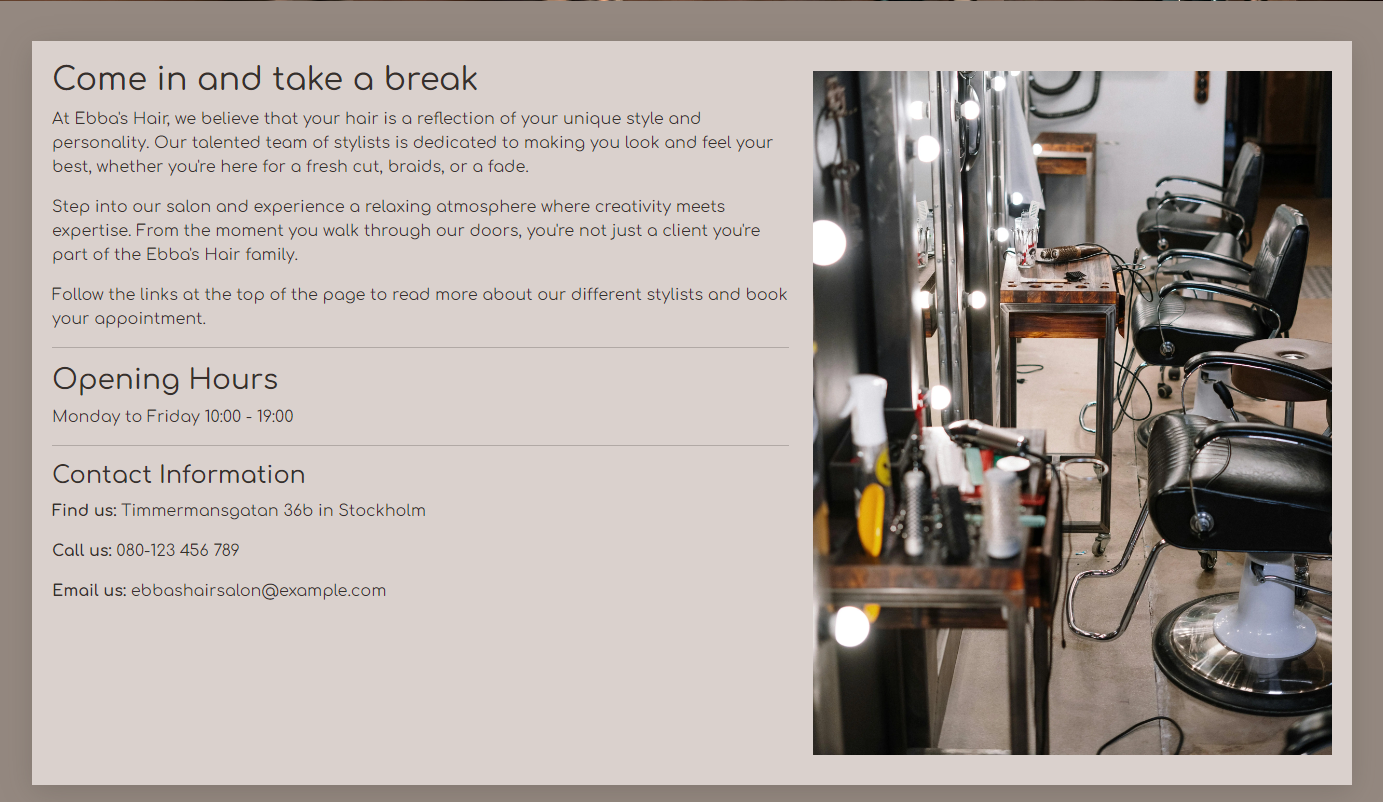 Come in and take a break
At Ebba's Hair, we believe that your hair is a reflection of your unique style and
personality. Our talented team of stylists is dedicated to making you look and feel your
best, whether you're here for a fresh cut, braids, or a fade.
Step into our salon and experience a relaxing atmosphere where creativity meets
expertise. From the moment you walk through our doors, you're not just a client you're
part of the Ebba's Hair family.
Follow the links at the top of the page to read more about our different stylists and book
your appointment.
Opening Hours
Monday to Friday 10:00 - 19:00
Contact Information
Find us: Timmermansgatan 36b in Stockholm
Call us: 080-123 456 789
Email us: ebbashairsalon@example.com